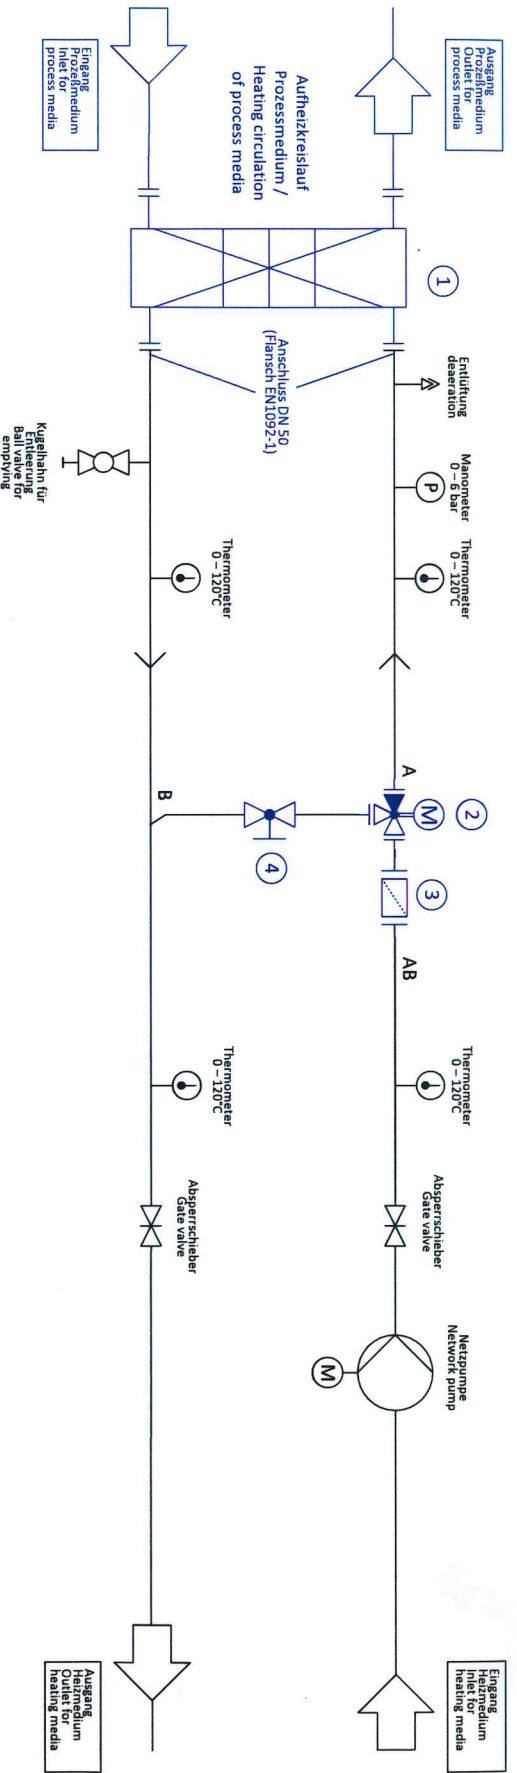 Ausgang
Prozeßmedium
Outlet for
process media
Eingang
Prozeßmedium
Inlet for
process media
Aufheizkreislauf
Prozessmedium /
Heating circulation
of process media
1
Anschluss DN 50
(Flansch EN1092-1)
Entlüftung
deaeration
Manometer
0 – 6 bar
P
Thermometer
0 – 120°C
Kugelhahn für
Entleerung
Ball valve for
emptying
Thermometer
0 – 120°C
A
M
2
B
4
3
AB
Thermometer
0 – 120°C
Thermometer
0 – 120°C
Absperrschieber
Gate valve
Absperrschieber
Gate valve
Netzpumpe
Network pump
M
Eingang
Heizmedium
Inlet for
heating media
Ausgang
Heizmedium
Outlet for
heating media